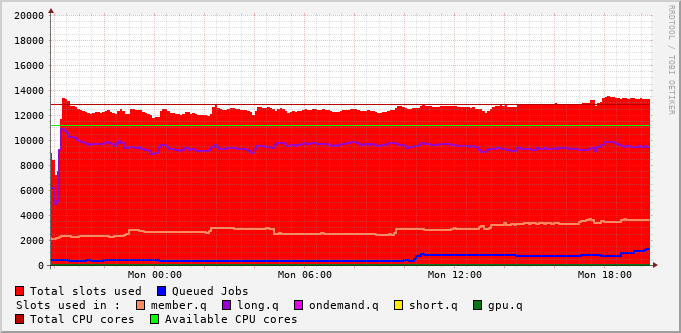 20000
18000
16000
14000
12000
10000
8000
6000
4000
2000
0
Mon 00:00 Mon 06:00 Mon 12:00 Mon 18:00
RRDTOOL / TOBI OETIKER
Total slots used Queued Jobs
Slots used in : member.q long.q ondemand.q short.q gpu.q
Total CPU cores Available CPU cores